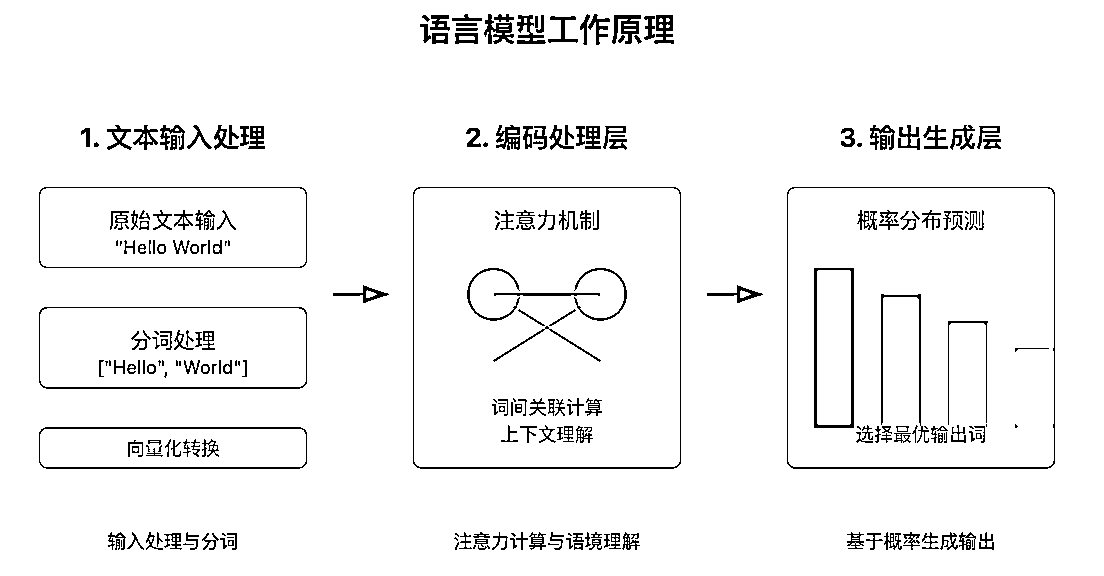 语言模型工作原理
1. 文本输入处理
原始文本输入
"Hello World"
分词处理
["Hello", "World"]
向量化转换
输入处理与分词
2. 编码处理层
注意力机制
词间关联计算
上下文理解
注意力计算与语境理解
3. 输出生成层
概率分布预测
选择最优输出词
基于概率生成输出